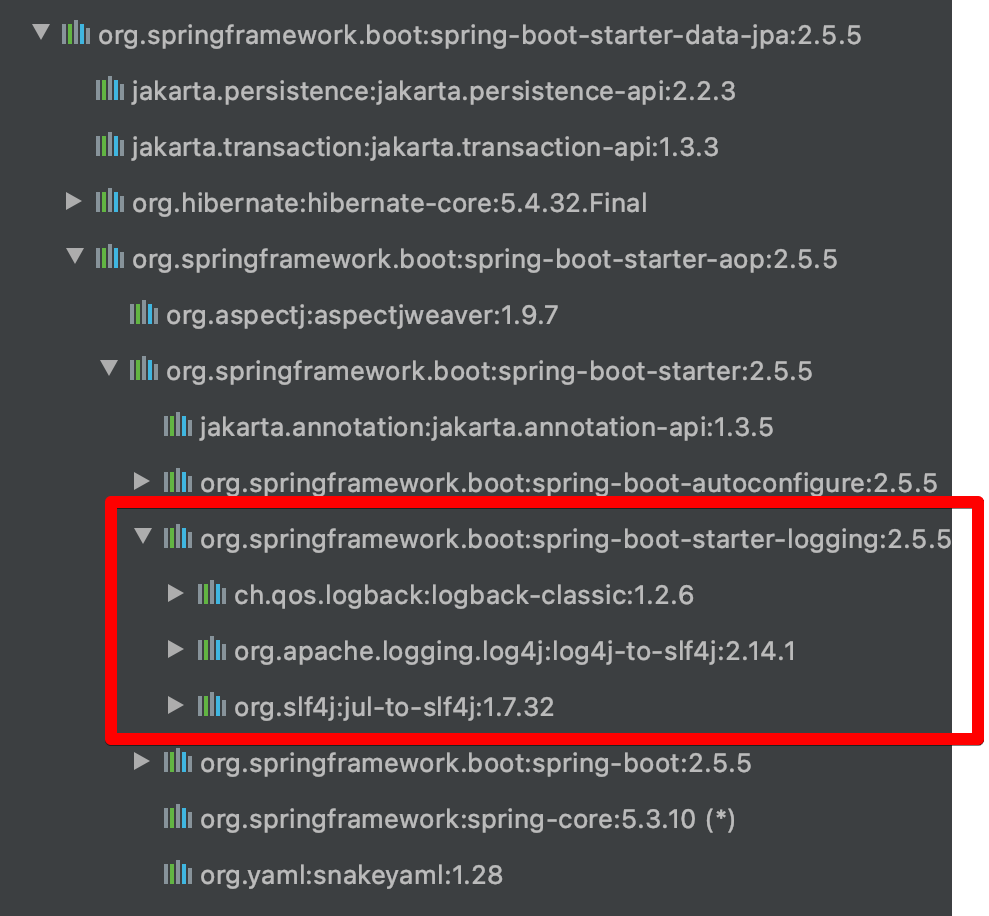 org.springframework.boot:spring-boot-starter-data-jpa:2.5.5
jakarta.persistence:jakarta.persistence-api:2.2.3
jakarta.transaction:jakarta.transaction-api:1.3.3
org.hibernate:hibernate-core:5.4.32.Final
org.springframework.boot:spring-boot-starter-aop:2.5.5
org.aspectj:aspectjweaver:1.9.7
org.springframework.boot:spring-boot-starter:2.5.5
jakarta.annotation:jakarta.annotation-api:1.3.5
org.springframework.boot:spring-boot-autoconfigure:2.5.5
org.springframework.boot:spring-boot-starter-logging:2.5.5
ch.qos.logback:logback-classic:1.2.6
org.apache.logging.log4j:log4j-to-slf4j:2.14.1
org.slf4j:jul-to-slf4j:1.7.32
org.springframework.boot:spring-boot:2.5.5
org.springframework:spring-core:5.3.10 (*)
org.yaml:snakeyaml:1.28